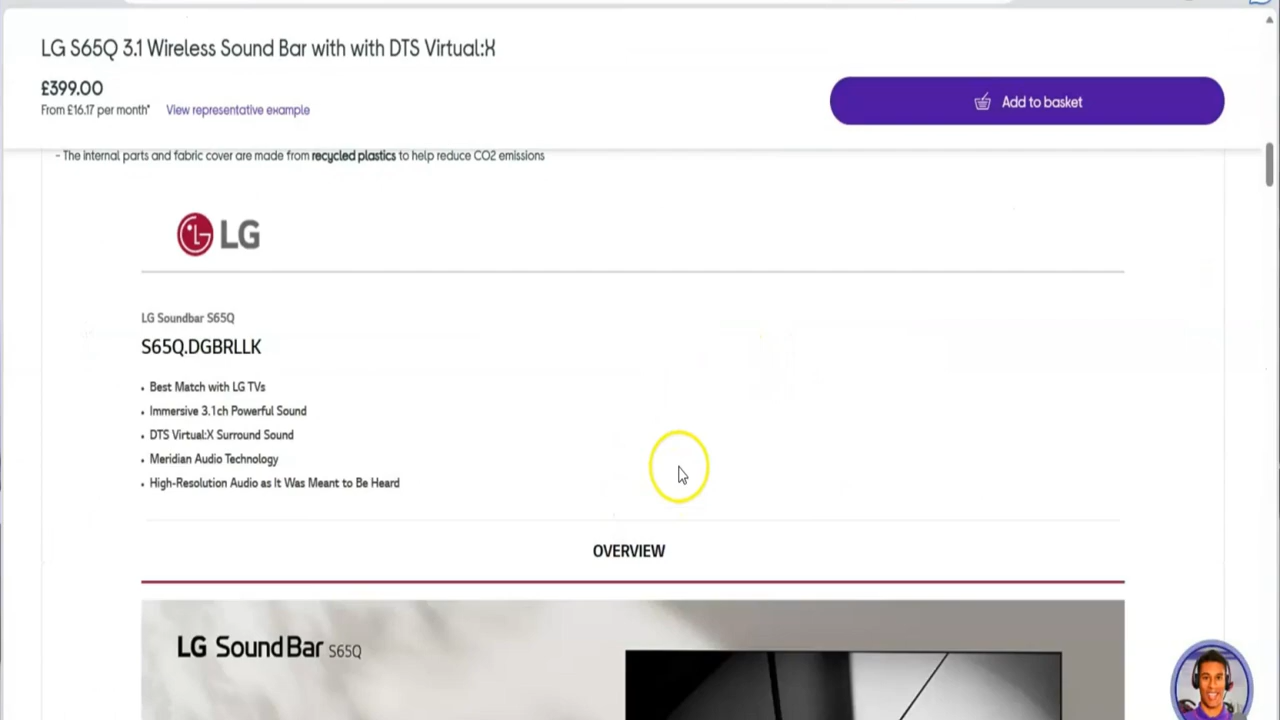 LG S65Q 3.1 Wireless Sound Bar with with DTS Virtual:X
£399.00
From £16.17 per month* View representative example
Add to basket
- The internal parts and fabric cover are made from recycled plastics to help reduce CO2 emissions
LG
LG Soundbar S65Q
S65Q.DGBRLLK
• Best Match with LG TVs
• Immersive 3.1ch Powerful Sound
• DTS Virtual:X Surround Sound
• Meridian Audio Technology
• High-Resolution Audio as It Was Meant to Be Heard
OVERVIEW
LG Sound Bar S65Q